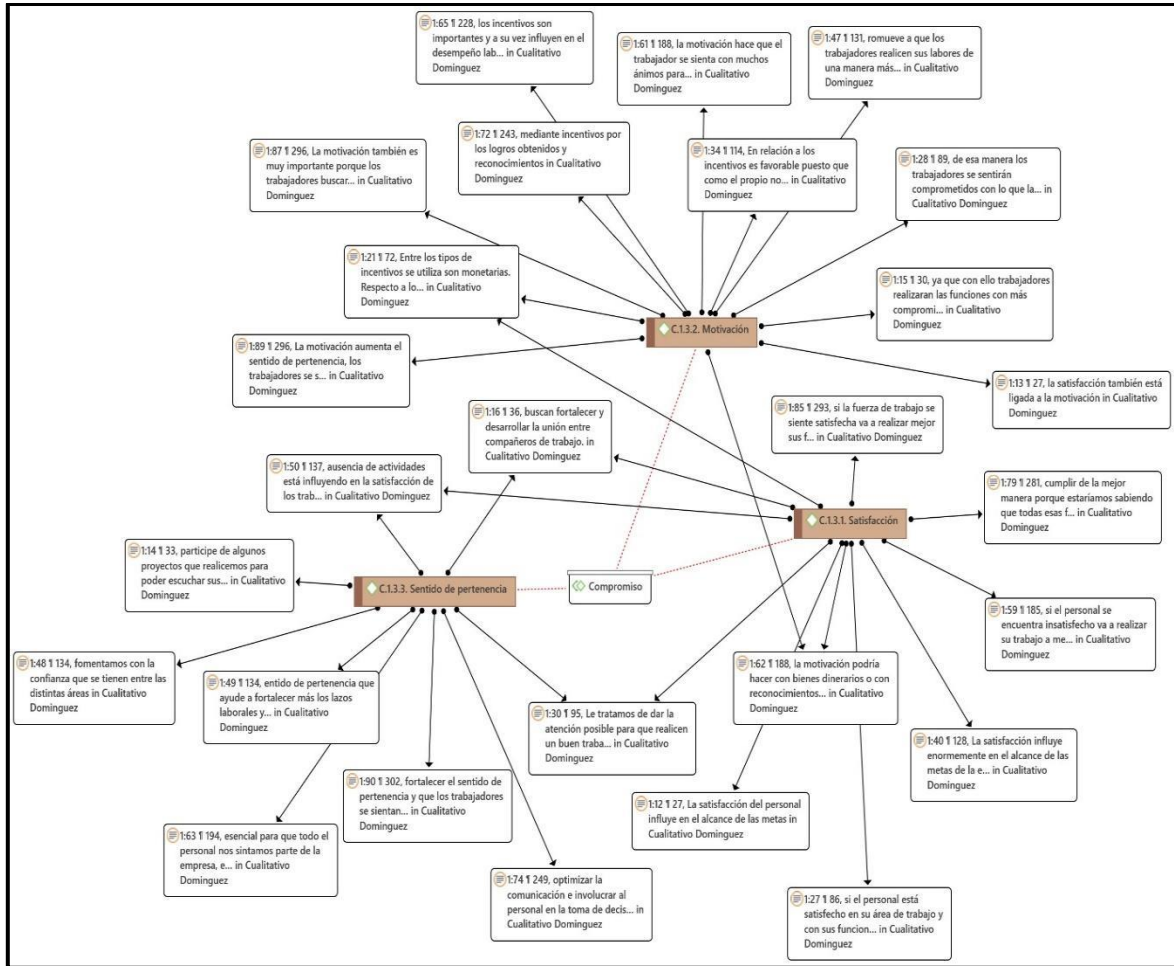 1:65 ¶ 228, los incentivos son
importantes y a su vez influyen en el
desempeño lab... in Cualitativo
Dominguez
1:61 ¶ 188, la motivación hace que el
trabajador se sienta con muchos
ánimos para... in Cualitativo
Dominguez
1:47 ¶ 131, romueve a que los
trabajadores realicen sus labores de
una manera más... in Cualitativo
Dominguez
1:87 ¶ 296, La motivación también es
muy importante porque los
trabajadores buscar... in Cualitativo
Dominguez
1:72 ¶ 243, mediante incentivos por
los logros obtenidos y
reconocimientos in Cualitativo
Dominguez
1:34 ¶ 114, En relación a los
incentivos es favorable puesto que
como el propio no... in Cualitativo
Dominguez
1:28 ¶ 89, de esa manera los
trabajadores se sentirán
comprometidos con lo que la... in
Cualitativo Dominguez
1:21 ¶ 72, Entre los tipos de
incentivos se utiliza son monetarias.
Respecto a lo... in Cualitativo
Dominguez
1:15 ¶ 30, ya que con ello trabajadores
realizaran las funciones con más
compromi... in Cualitativo
Dominguez
C.1.3.2. Motivación
1:89 ¶ 296, La motivación aumenta el
sentido de pertenencia, los
trabajadores se s... in Cualitativo
Dominguez
1:13 ¶ 27, la satisfacción también está
ligada a la motivación in Cualitativo
Dominguez
1:16 ¶ 36, buscan fortalecer y
desarrollar la unión entre
compañeros de trabajo. in
Cualitativo Dominguez
1:85 ¶ 293, si la fuerza de trabajo se
siente satisfecha va a realizar mejor
sus f... in Cualitativo Dominguez
1:50 ¶ 137, ausencia de actividades
está influyendo en la satisfacción de
los trab... in Cualitativo Dominguez
1:79 ¶ 281, cumplir de la mejor
manera porque estariamos sabiendo
que todas esas f... in Cualitativo
Dominguez
C.1.3.1. Satisfacción
1:14 ¶ 33, participe de algunos
proyectos que realicemos para
poder escuchar sus... in Cualitativo
Dominguez
C.1.3.3. Sentido de pertenencia
Compromiso
1:59 ¶ 185, si el personal se
encuentra insatisfecho va a realizar
su trabajo a me... in Cualitativo
Dominguez
1:48 ¶ 134, fomentamos con la
confianza que se tienen entre las
distintas áreas in Cualitativo
Dominguez
1:49 ¶ 134, entido de pertenencia que
ayude a fortalecer más los lazos
laborales y... in Cualitativo
Dominguez
1:62 ¶ 188, la motivación podría
hacer con bienes dinerarios o con
reconocimientos... in Cualitativo
Dominguez
1:30 ¶ 95, Le tratamos de dar la
atención posible para que realicen
un buen traba... in Cualitativo
Dominguez
1:40 ¶ 128, La satisfacción influye
enormemente en el alcance de las
metas de la e... in Cualitativo
Dominguez
1:90 ¶ 302, fortalecer el sentido de
pertenencia y que los trabajadores
se sientan... in Cualitativo
Dominguez
1:12 ¶ 27, La satisfacción del personal
influye en el alcance de las metas in
Cualitativo Dominguez
1:63 ¶ 194, esencial para que todo el
personal nos sintamos parte de la
empresa, e... in Cualitativo
Dominguez
1:74 ¶ 249, optimizar la
comunicación e involucrar al
personal en la toma de decis... in
Cualitativo Dominguez
1:27 ¶ 86, si el personal está
satisfecho en su área de trabajo y
con sus funcion... in Cualitativo
Dominguez